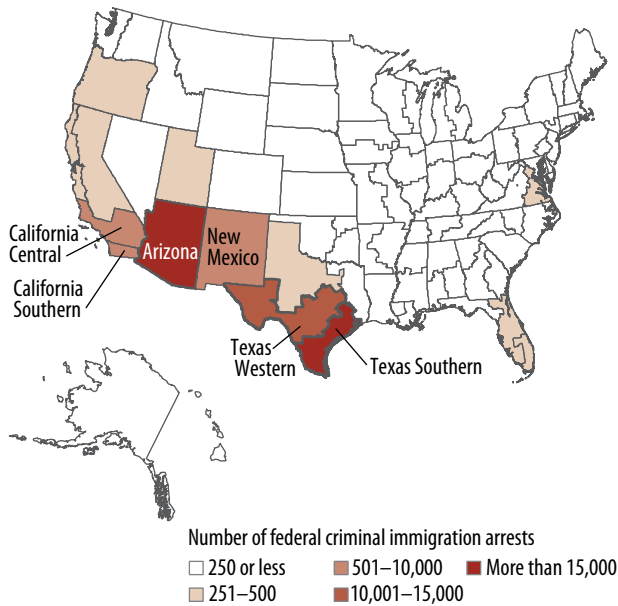 California
Central
Arizona
New
Mexico
California
Southern
Texas
Western
Texas Southern
Number of federal criminal immigration arrests
250 or less
501–10,000
More than 15,000
251–500
10,001–15,000